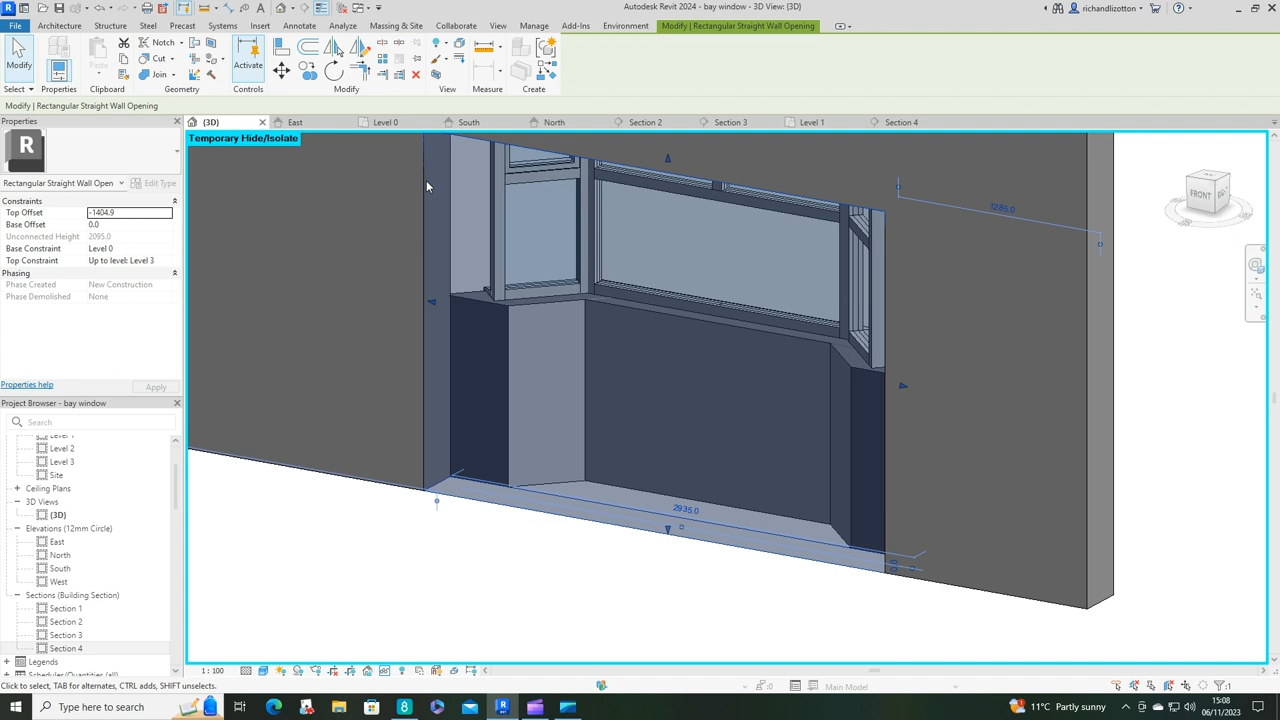 Autodesk Revit 2024 - bay window - 3D View: {3D}
richandlizotton
File
Architecture
Structure
Steel
Precast
Systems
Insert
Annotate
Analyze
Massing & Site
Collaborate
View
Manage
Add-Ins
Environment
Modify | Rectangular Straight Wall Opening
Modify
Paste
Notch
Cut
Join
Activate
Select
Properties
Clipboard
Geometry
Controls
Modify
View
Measure
Create
Modify | Rectangular Straight Wall Opening
Properties
(3D)
East
Level 0
South
North
Section 2
Section 3
Level 1
Section 4
Temporary Hide/Isolate
R
Rectangular Straight Wall Open
Edit Type
Constraints
Top Offset -1404.9
Base Offset 0.0
Unconnected Height 2095.0
Base Constraint Level 0
Top Constraint Up to level: Level 3
Phasing
Phase Created New Construction
Phase Demolished None
Properties help
Apply
Project Browser - bay window
Search
Level 1
Level 2
Level 3
Site
Ceiling Plans
3D Views
(3D)
Elevations (12mm Circle)
East
North
South
West
Sections (Building Section)
Section 1
Section 2
Section 3
Section 4
Legends
Schedules/Quantities (all)
1285.0
2935.0
FRONT
1 : 100
Click to select, TAB for alternates, CTRL adds, SHIFT unselects.
:0
Main Model
:1
Type here to search
11°C Partly sunny
15:08
06/11/2023